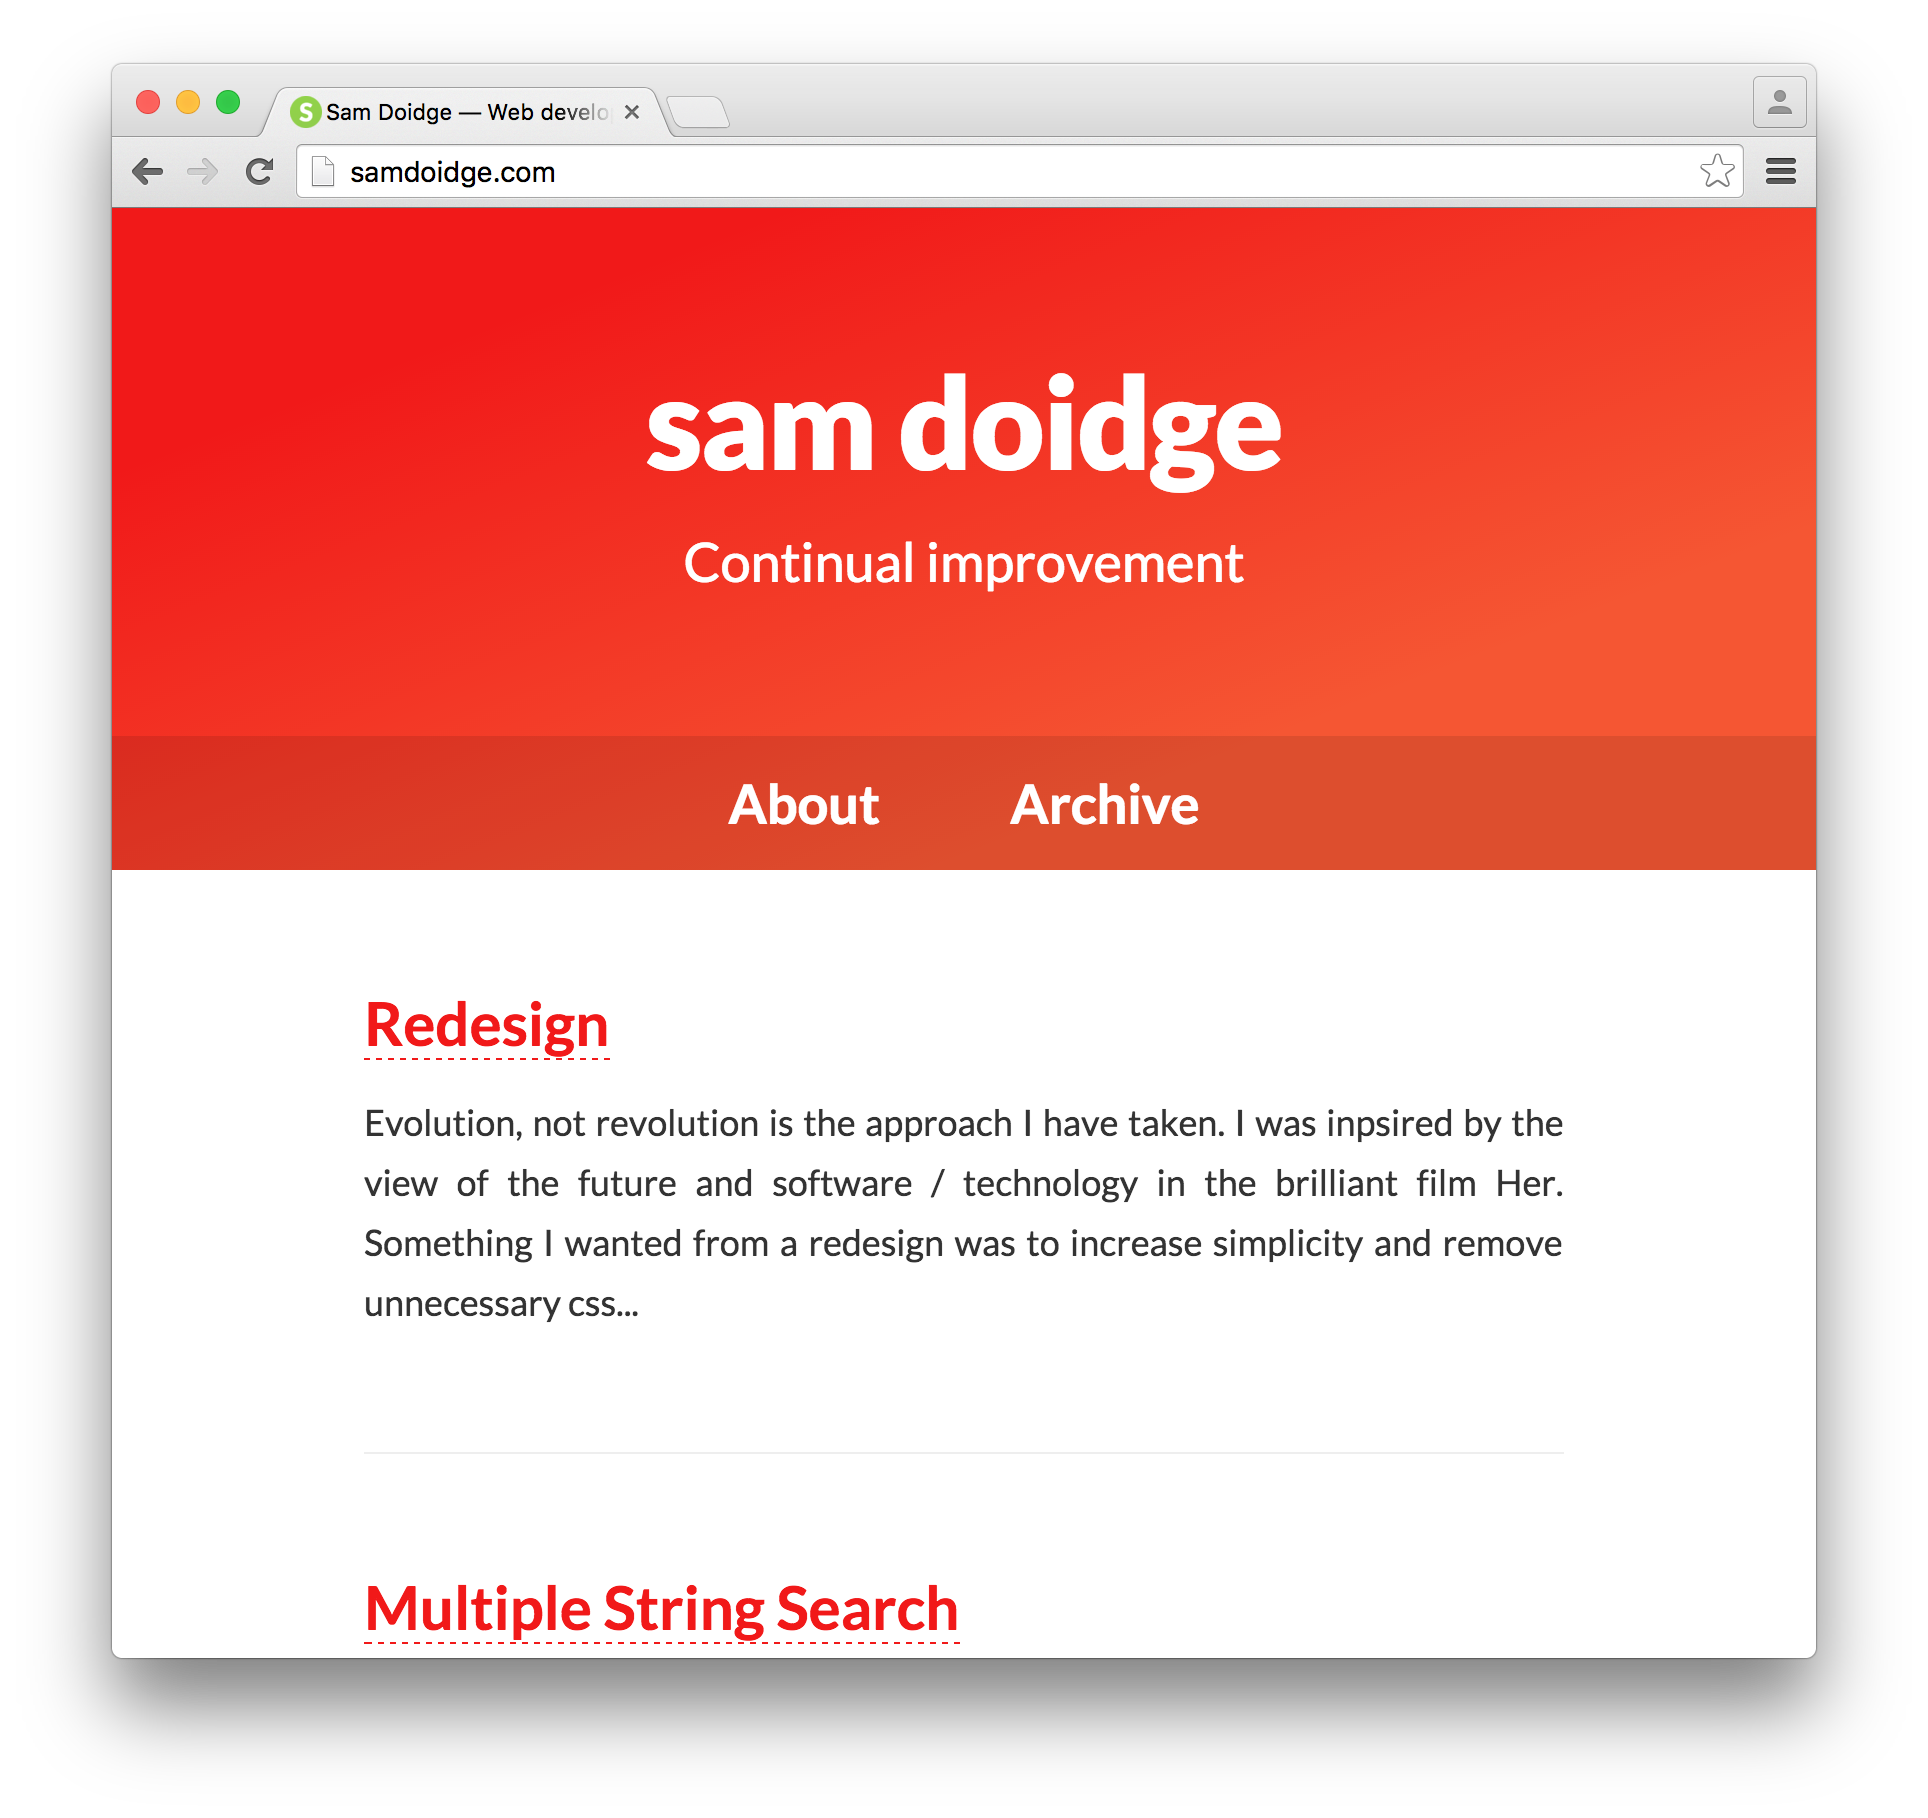 S Sam Doidge — Web develo
samdoidge.com
sam doidge
Continual improvement
About Archive
Redesign
Evolution, not revolution is the approach I have taken. I was inpsired by the
view of the future and software / technology in the brilliant film Her.
Something I wanted from a redesign was to increase simplicity and remove
unnecessary css...
Multiple String Search